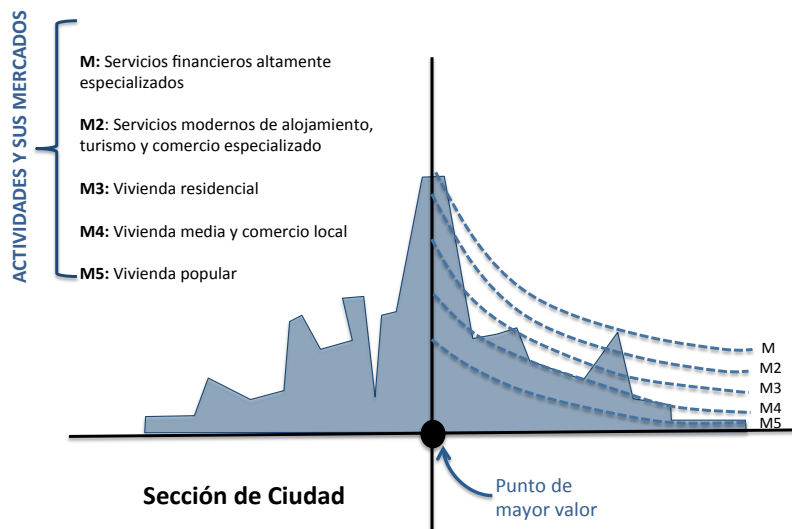 ACTIVIDADES Y SUS MERCADOS
M: Servicios financieros altamente
especializados
M2: Servicios modernos de alojamiento,
turismo y comercio especializado
M3: Vivienda residencial
M4: Vivienda media y comercio local
M5: Vivienda popular
M
M2
M3
M4
M5
Sección de Ciudad
Punto de
mayor valor